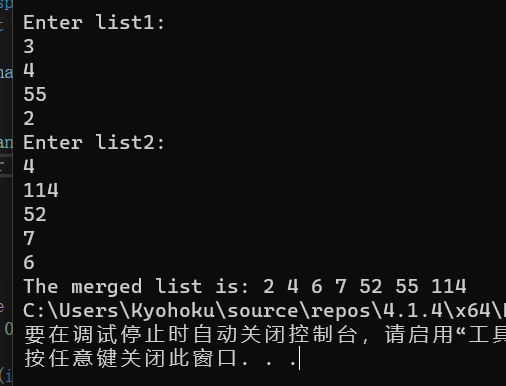 Enter list1:
3
4
55
2
Enter list2:
4
114
52
7
6
The merged list is: 2 4 6 7 52 55 114
C:\Users\Kyohoku\source\repos\4.1.4\x64\
要在调试停止时自动关闭控制台，请启用“工具
按任意键关闭此窗口. . .